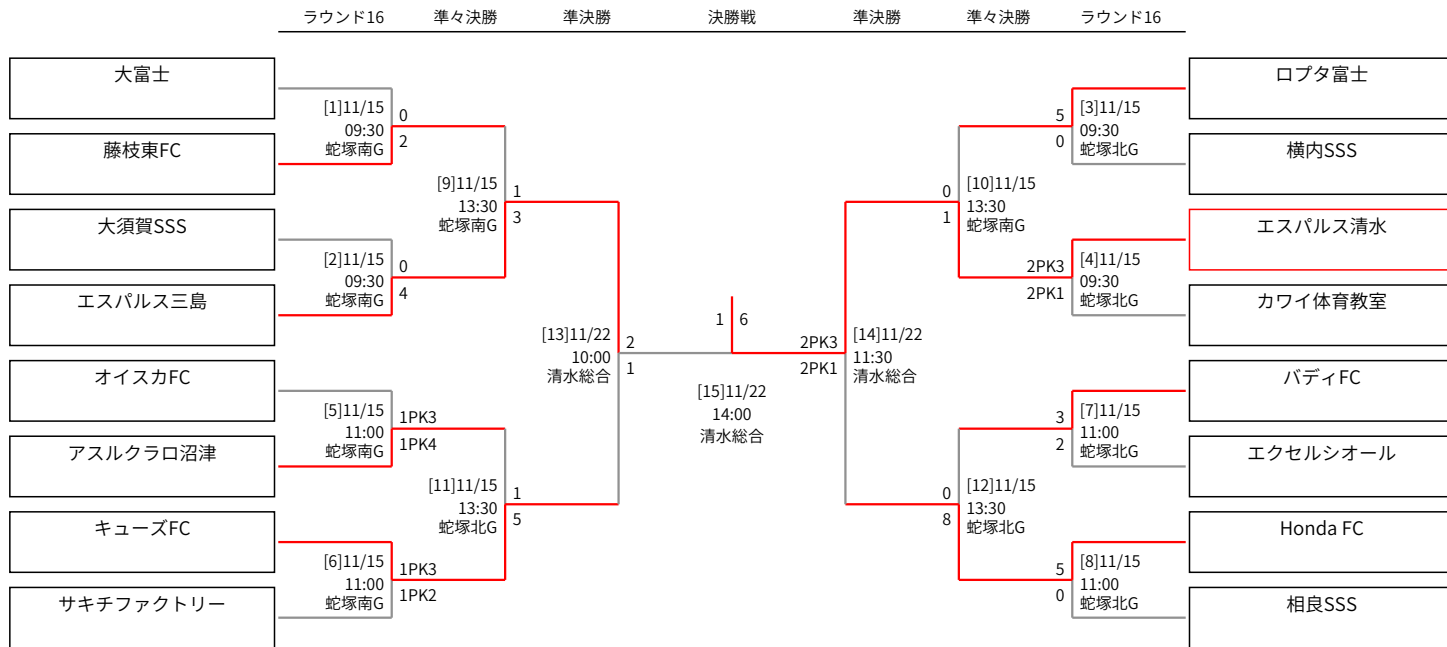 ラウンド16 準々決勝 準決勝 決勝戦 準決勝 準々決勝 ラウンド16
大富士
[1]11/15
09:30
蛇塚南G
0
2
藤枝東FC
[9]11/15
13:30
蛇塚南G
1
3
大須賀SSS
[2]11/15
09:30
蛇塚南G
0
4
エスパルス三島
[13]11/22
10:00
清水総合
2
1
オイスカFC
[5]11/15
11:00
蛇塚南G
1PK3
1PK4
アスルクラロ沼津
[11]11/15
13:30
蛇塚北G
1
5
キューズFC
[6]11/15
11:00
蛇塚南G
1PK3
1PK2
サキチファクトリー
1 6
[15]11/22
14:00
清水総合
ロプタ富士
5
0
[3]11/15
09:30
蛇塚北G
横内SSS
0
1
[10]11/15
13:30
蛇塚南G
エスパルス清水
2PK3
2PK1
[4]11/15
09:30
蛇塚北G
カワイ体育教室
2PK3
2PK1
[14]11/22
11:30
清水総合
バディFC
3
2
[7]11/15
11:00
蛇塚北G
エクセルシオール
0
8
[12]11/15
13:30
蛇塚北G
Honda FC
5
0
[8]11/15
11:00
蛇塚北G
相良SSS